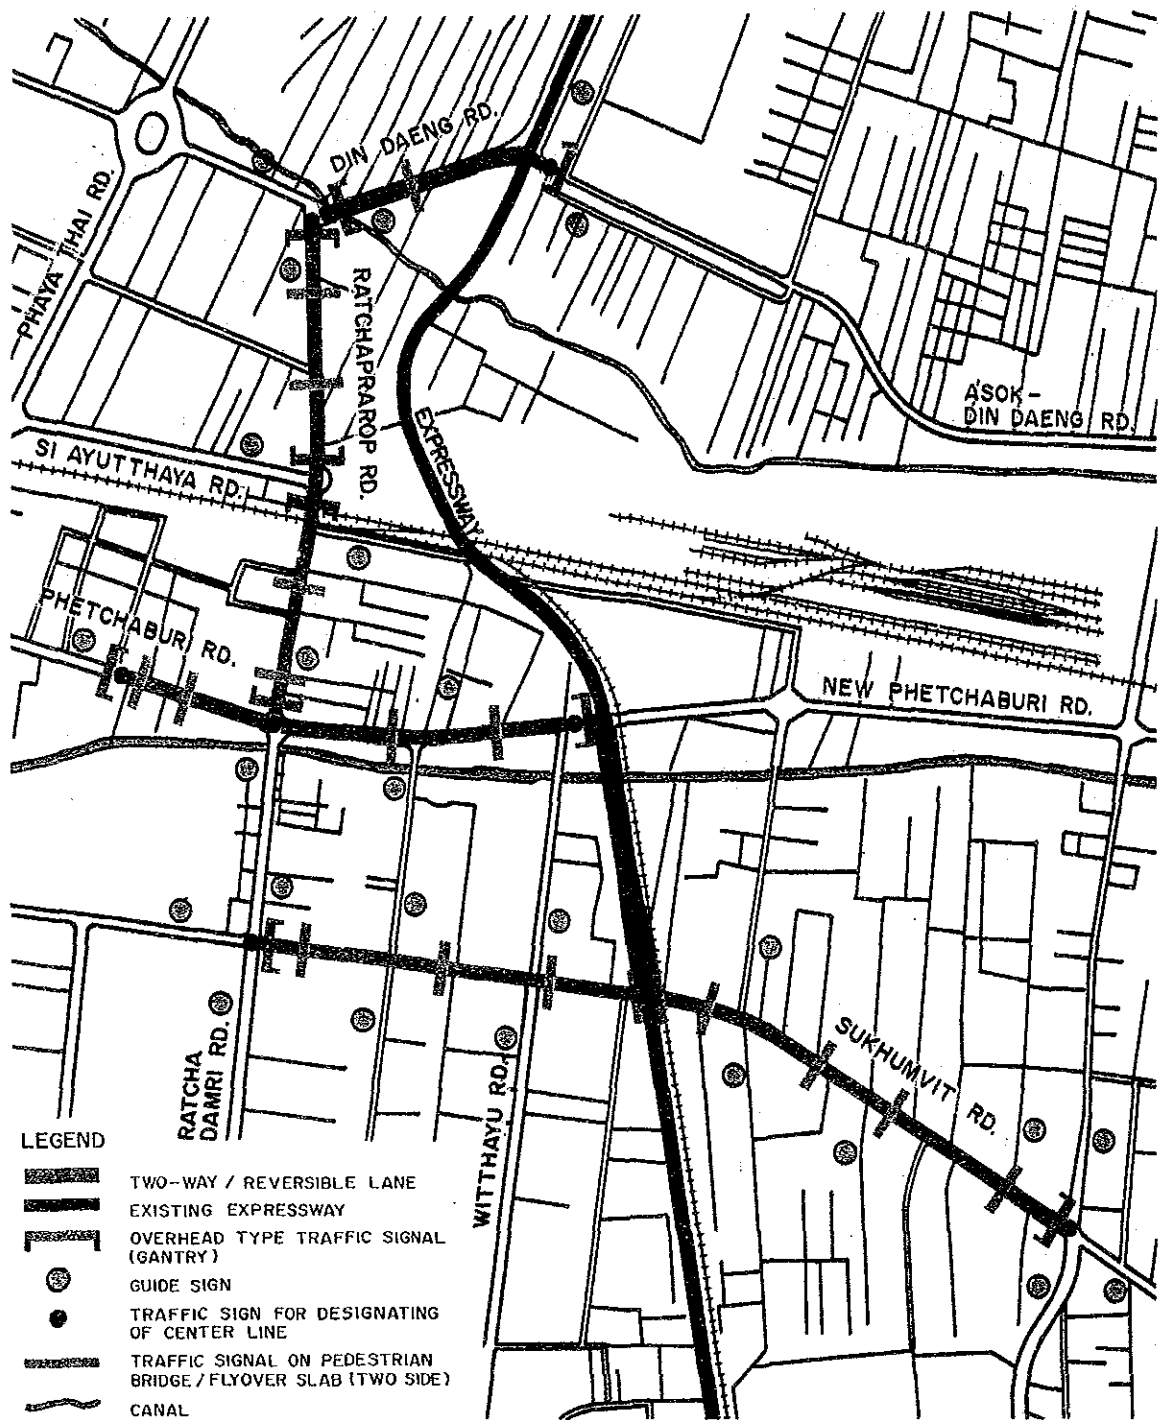 DIN DAENG RD.
PHAYA THAI RD.
RATCHAPRAROP RD.
EXPRESSWAY
ASOK-
DIN DAENG RD.
SI AYUTTHAYA RD.
PHETCHABURI RD.
NEW PHETCHABURI RD.
SUKHUMVIT RD.
RATCHA
DAMRI RD.
WITTHAYU RD.
LEGEND
TWO-WAY / REVERSIBLE LANE
EXISTING EXPRESSWAY
OVERHEAD TYPE TRAFFIC SIGNAL
(GANTRY)
GUIDE SIGN
TRAFFIC SIGN FOR DESIGNATING
OF CENTER LINE
TRAFFIC SIGNAL ON PEDESTRIAN
BRIDGE/FLYOVER SLAB (TWO SIDE)
CANAL